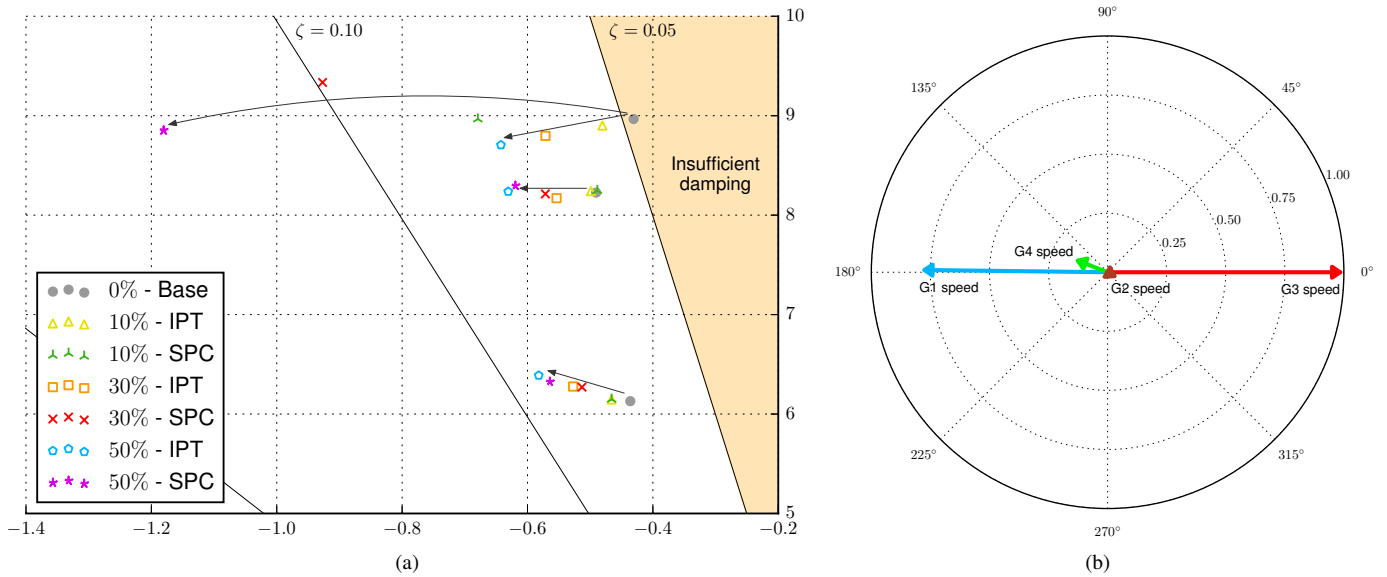 ζ = 0.10
ζ = 0.05
10
9
8
7
6
5
Insufficient
damping
0% - Base
10% - IPT
10% - SPC
30% - IPT
30% - SPC
50% - IPT
50% - SPC
−1.4
−1.2
−1.0
−0.8
−0.6
−0.4
−0.2
(a)
90°
135°
45°
1.00
0.75
0.50
0.25
G4 speed
180°
0°
G1 speed
G2 speed
G3 speed
225°
315°
270°
(b)